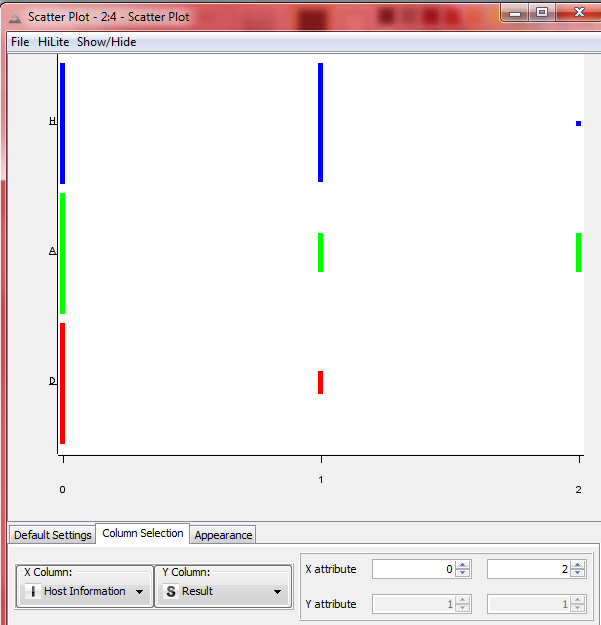 Scatter Plot - 2:4 - Scatter Plot
File HiLite Show/Hide
H
A
D
0 1 2
Default Settings Column Selection Appearance
X Column: Y Column:
I Host Information S Result
X attribute 0 2
Y attribute 1 1